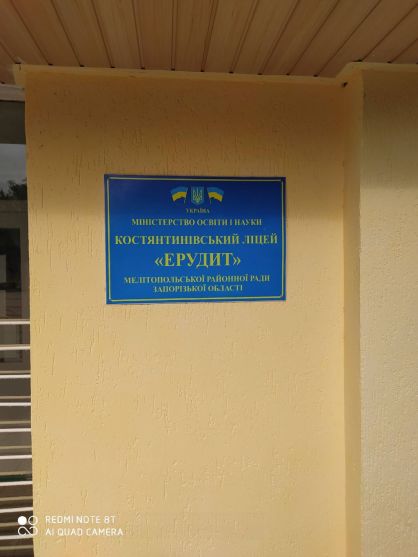 УКРАЇНА
МІНІСТЕРСТВО ОСВІТИ І НАУКИ
КОСТЯНТИНІВСЬКИЙ ЛІЦЕЙ
«ЕРУДИТ»
МЕЛІТОПОЛЬСЬКОЇ РАЙОННОЇ РАДИ
ЗАПОРІЗЬКОЇ ОБЛАСТІ
REDMI NOTE 8T
AI QUAD CAMERA